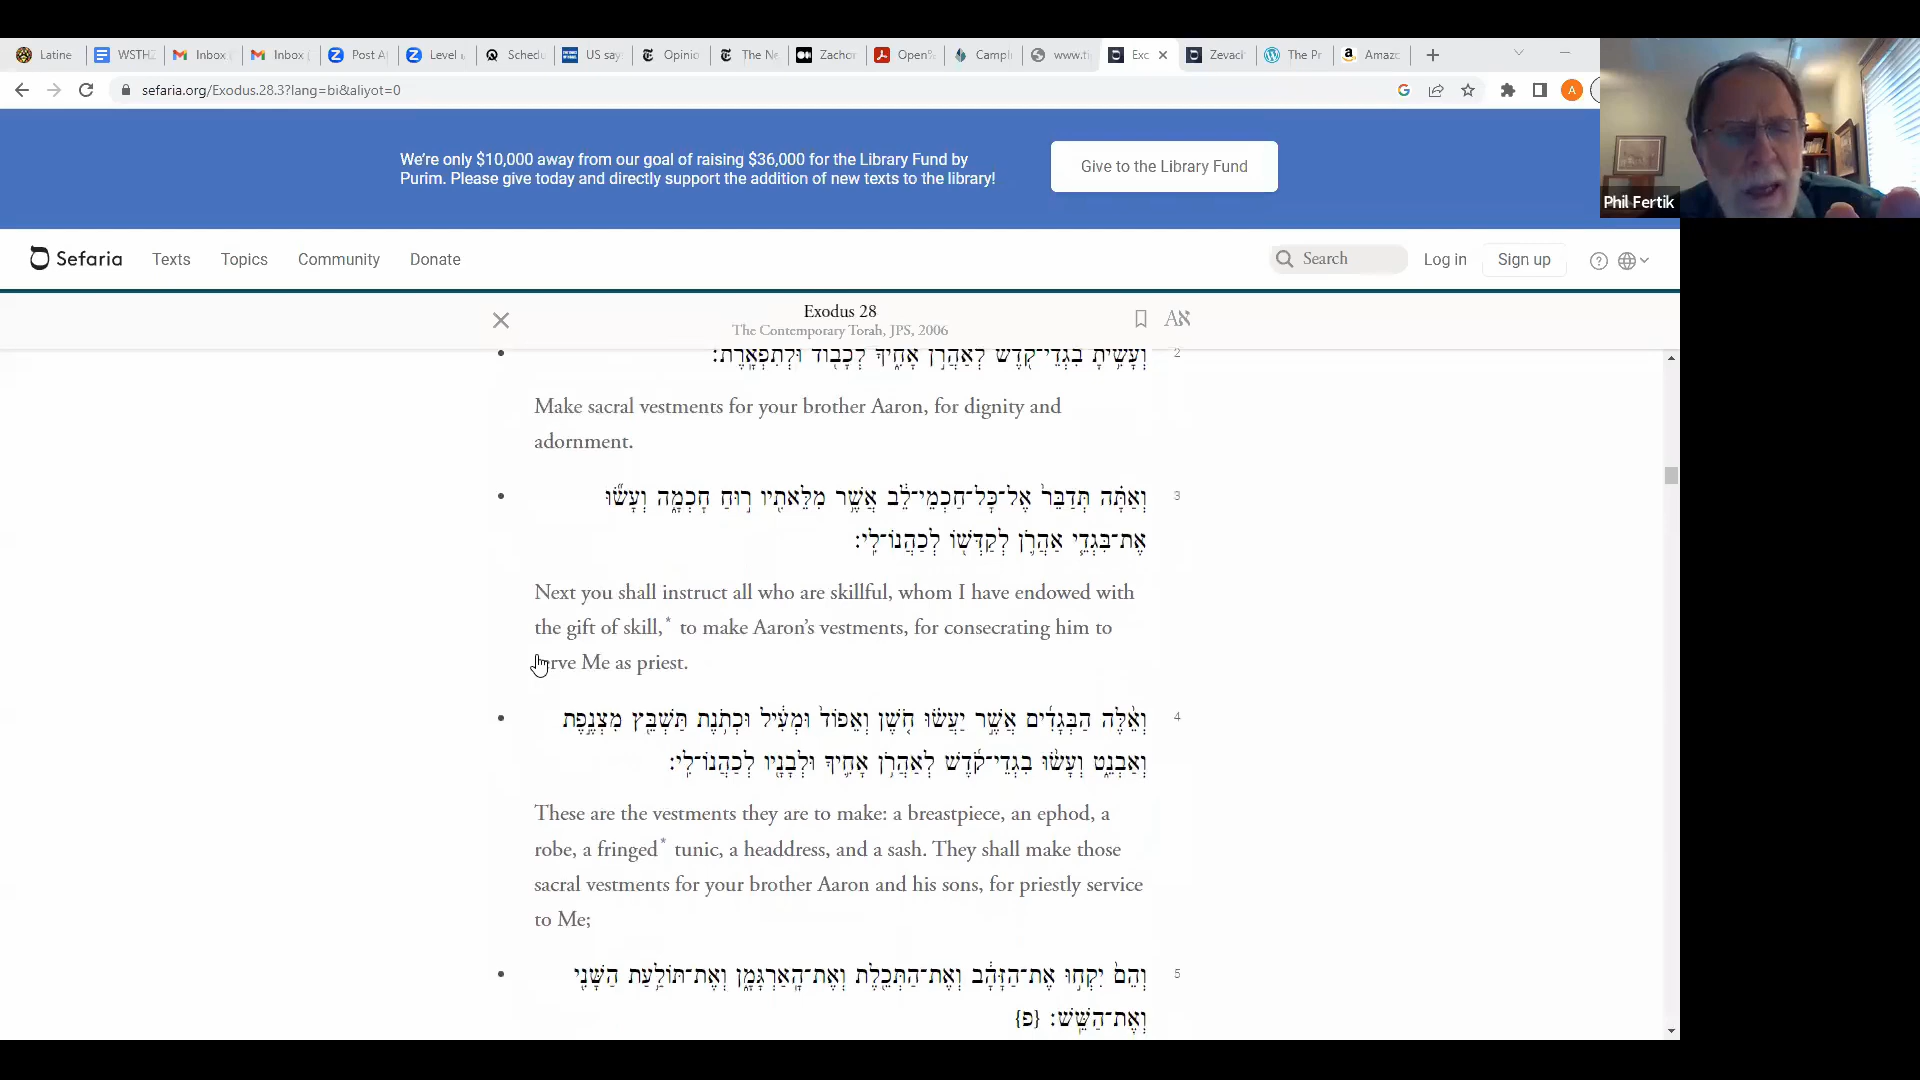 Latine
WSTHZ
Inbox
Inbox
Post A
Level
Schedu
US say
Opinio
The Ne
Zachor
Open%
Campl
www.ti
Exc
Zevach
The Pr
Amazo
sefaria.org/Exodus.28.3?lang=bi&aliyot=0
A
We're only $10,000 away from our goal of raising $36,000 for the Library Fund by
Purim. Please give today and directly support the addition of new texts to the library!
Give to the Library Fund
Phil Fertik
Sefaria
Texts
Topics
Community
Donate
Search
Log in
Sign up
Exodus 28
The Contemporary Torah, JPS, 2006
Aא
2
וְעָשִׂ֥יתָ בִגְדֵי־קֹ֖דֶשׁ לְאַהֲרֹ֣ן אָחִ֑יךָ לְכָב֖וֹד וּלְתִפְאָֽרֶת׃
Make sacral vestments for your brother Aaron, for dignity and
adornment.
3
וְאַתָּ֗ה תְּדַבֵּר֙ אֶל־כׇּל־חַכְמֵי־לֵ֔ב אֲשֶׁ֥ר מִלֵּאתִ֖יו ר֣וּחַ חׇכְמָ֑ה וְעָשׂ֞וּ
אֶת־בִּגְדֵ֧י אַהֲרֹ֛ן לְקַדְּשׁ֖וֹ לְכַהֲנוֹ־לִֽי׃
Next you shall instruct all who are skillful, whom I have endowed with
the gift of skill,* to make Aaron's vestments, for consecrating him to
rve Me as priest.
4
וְאֵ֨לֶּה הַבְּגָדִ֜ים אֲשֶׁ֣ר יַעֲשׂ֗וּ חֹ֤שֶׁן וְאֵפוֹד֙ וּמְעִ֔יל וּכְתֹ֥נֶת תַּשְׁבֵּ֖ץ מִצְנֶ֣פֶת
וְאַבְנֵ֑ט וְעָשׂ֨וּ בִגְדֵי־קֹ֜דֶשׁ לְאַהֲרֹ֥ן אָחִ֛יךָ וּלְבָנָ֖יו לְכַהֲנוֹ־לִֽי׃
These are the vestments they are to make: a breastpiece, an ephod, a
robe, a fringed* tunic, a headdress, and a sash. They shall make those
sacral vestments for your brother Aaron and his sons, for priestly service
to Me;
5
וְהֵם֙ יִקְח֣וּ אֶת־הַזָּהָ֔ב וְאֶת־הַתְּכֵ֖לֶת וְאֶת־הָֽאַרְגָּמָ֑ן וְאֶת־תּוֹלַ֥עַת הַשָּׁנִ֖י
וְאֶת־הַשֵּֽׁשׁ׃ {פ}